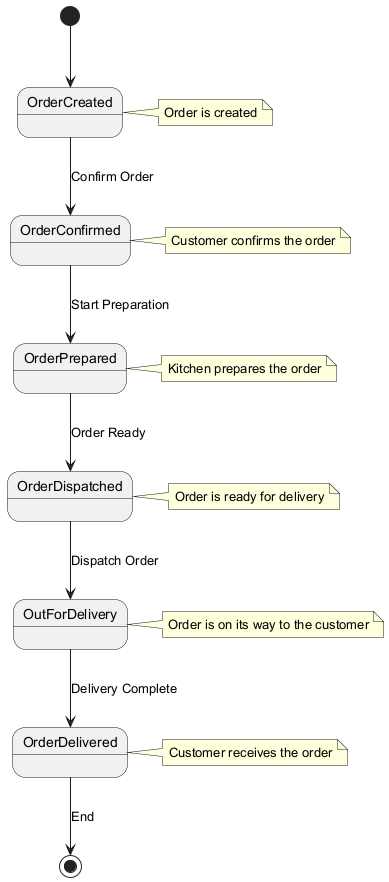 OrderCreated
Order is created
Confirm Order
OrderConfirmed
Customer confirms the order
Start Preparation
OrderPrepared
Kitchen prepares the order
Order Ready
OrderDispatched
Order is ready for delivery
Dispatch Order
OutForDelivery
Order is on its way to the customer
Delivery Complete
OrderDelivered
Customer receives the order
End